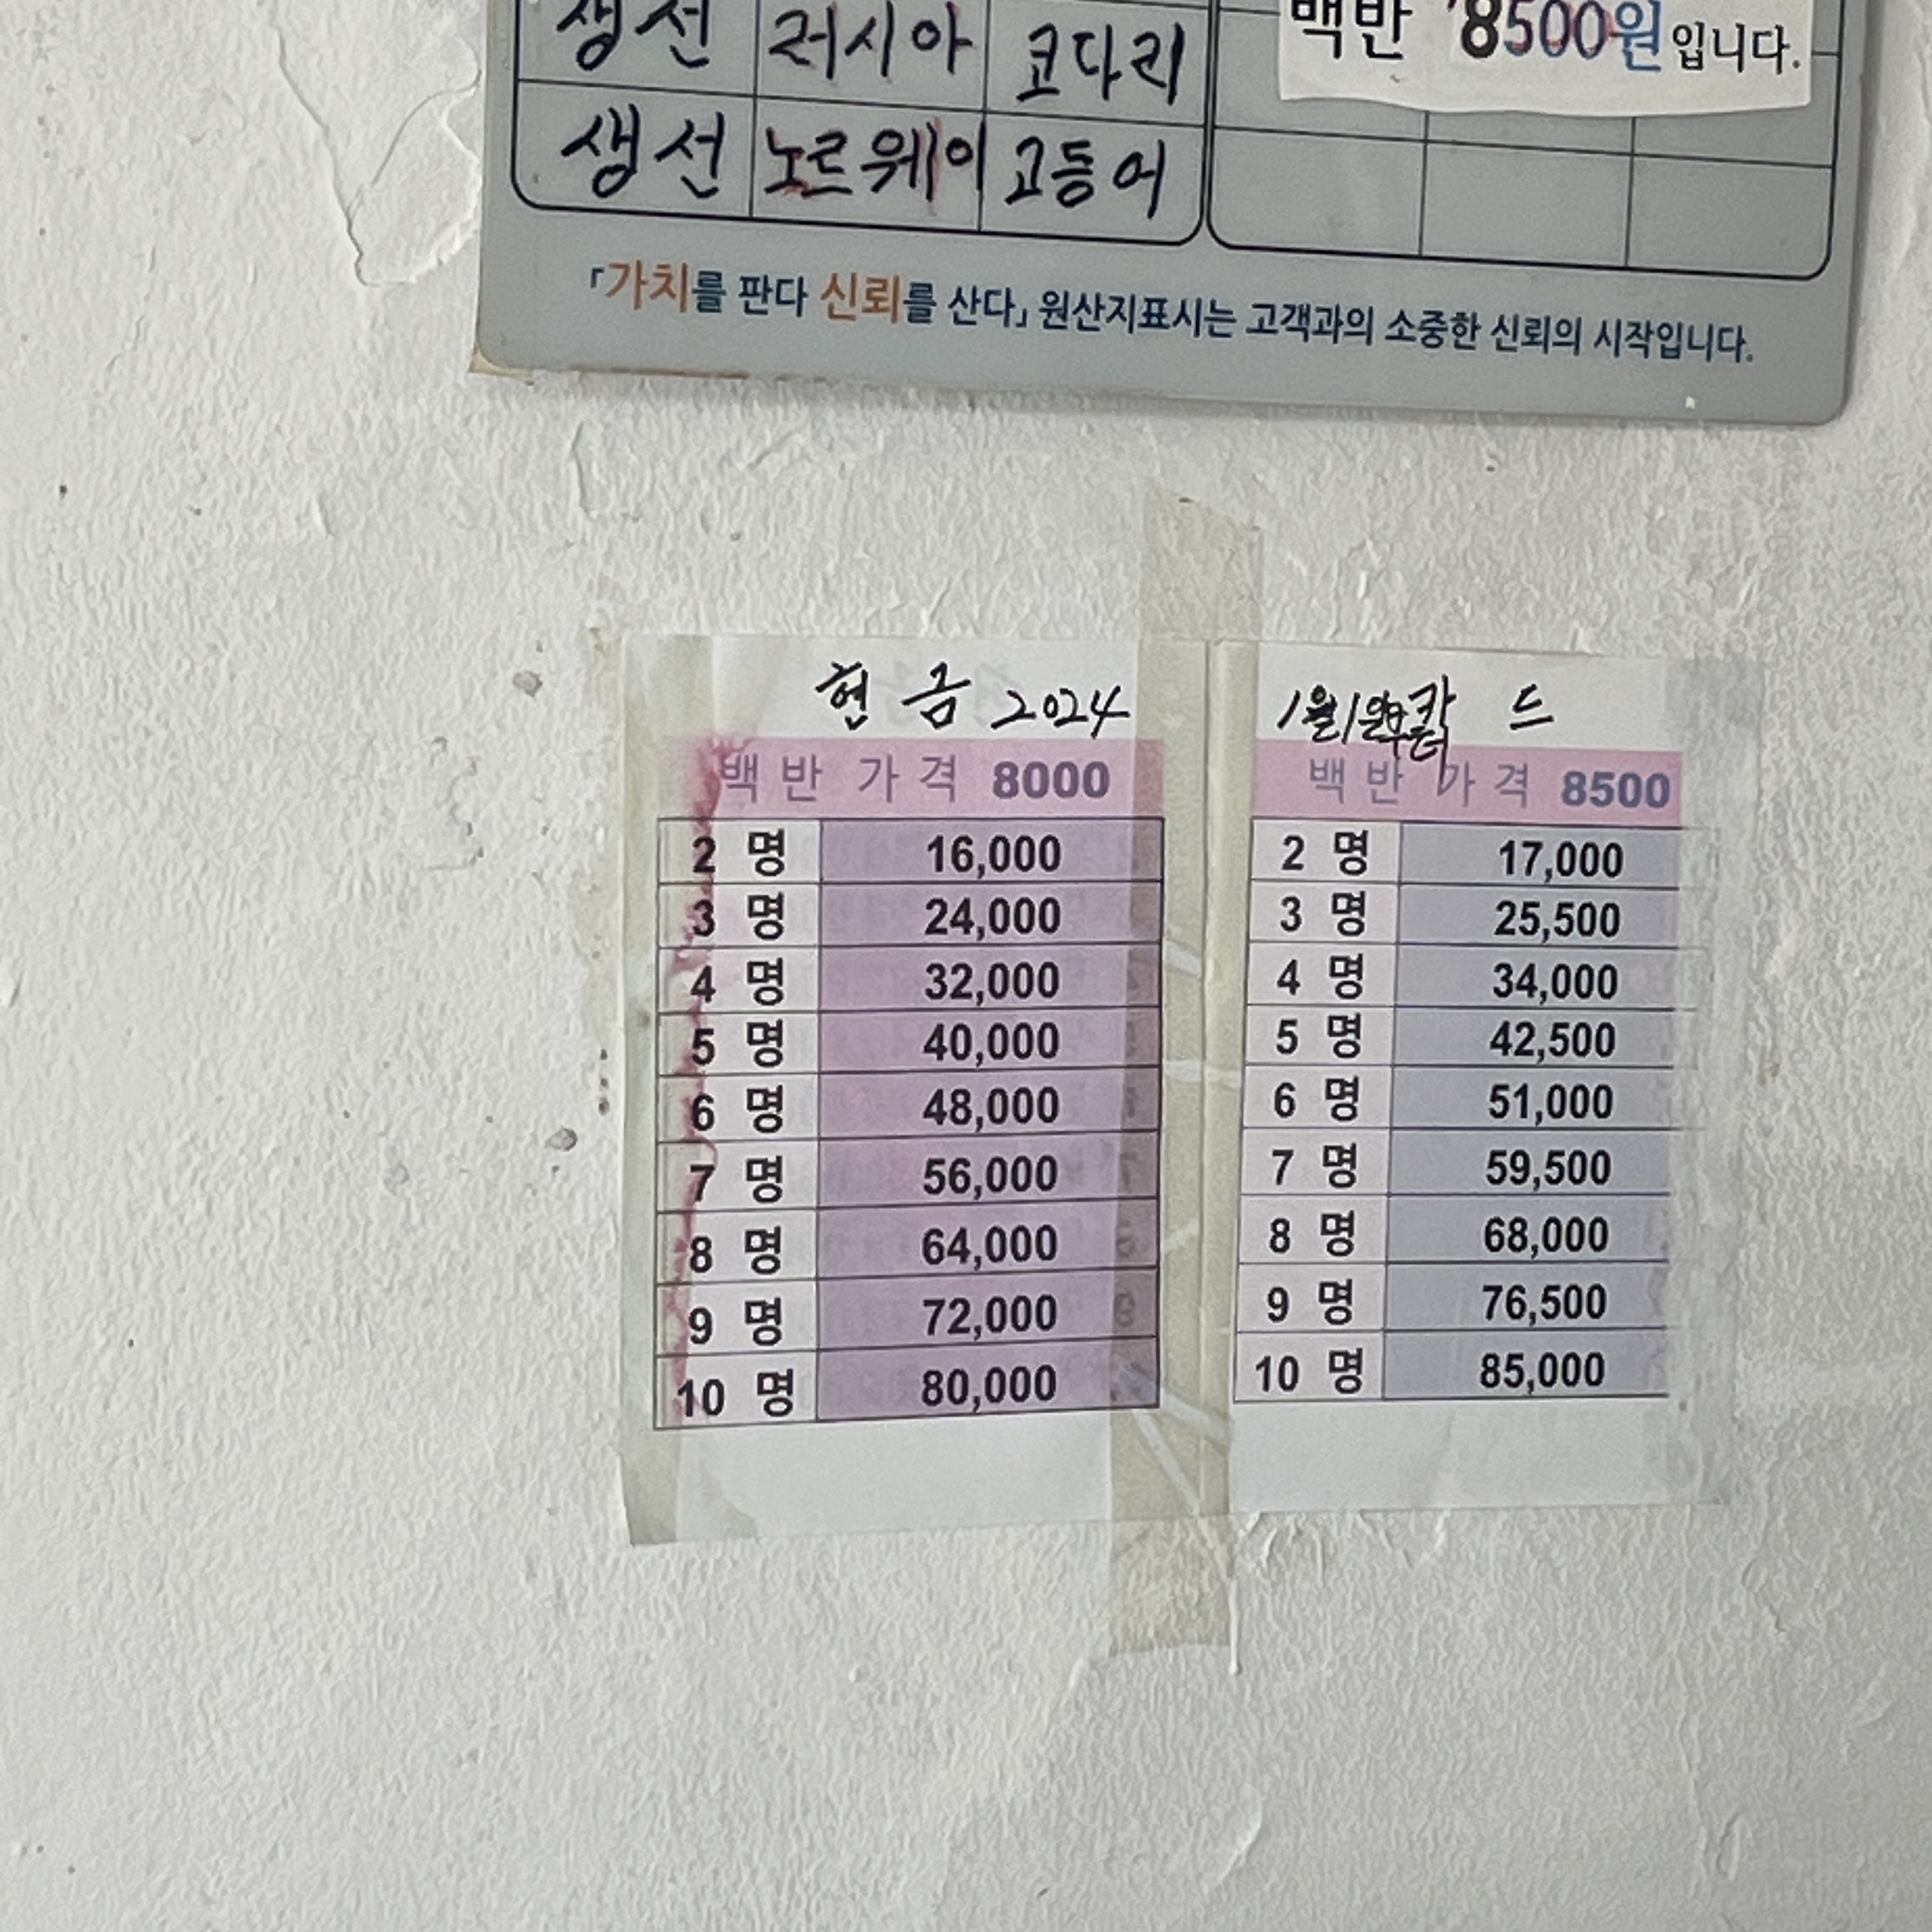 생선 러시아 코다리
백반 8500원입니다.
생선 노르웨이 고등어
「가치를 판다 신뢰를 산다」 원산지표시는 고객과의 소중한 신뢰의 시작입니다.
현금 2024 1월1일부터 카드
백반 가격 8000
2 명 16,000
3 명 24,000
4 명 32,000
5 명 40,000
6 명 48,000
7 명 56,000
8 명 64,000
9 명 72,000
10 명 80,000
백반 가격 8500
2 명 17,000
3 명 25,500
4 명 34,000
5 명 42,500
6 명 51,000
7 명 59,500
8 명 68,000
9 명 76,500
10 명 85,000